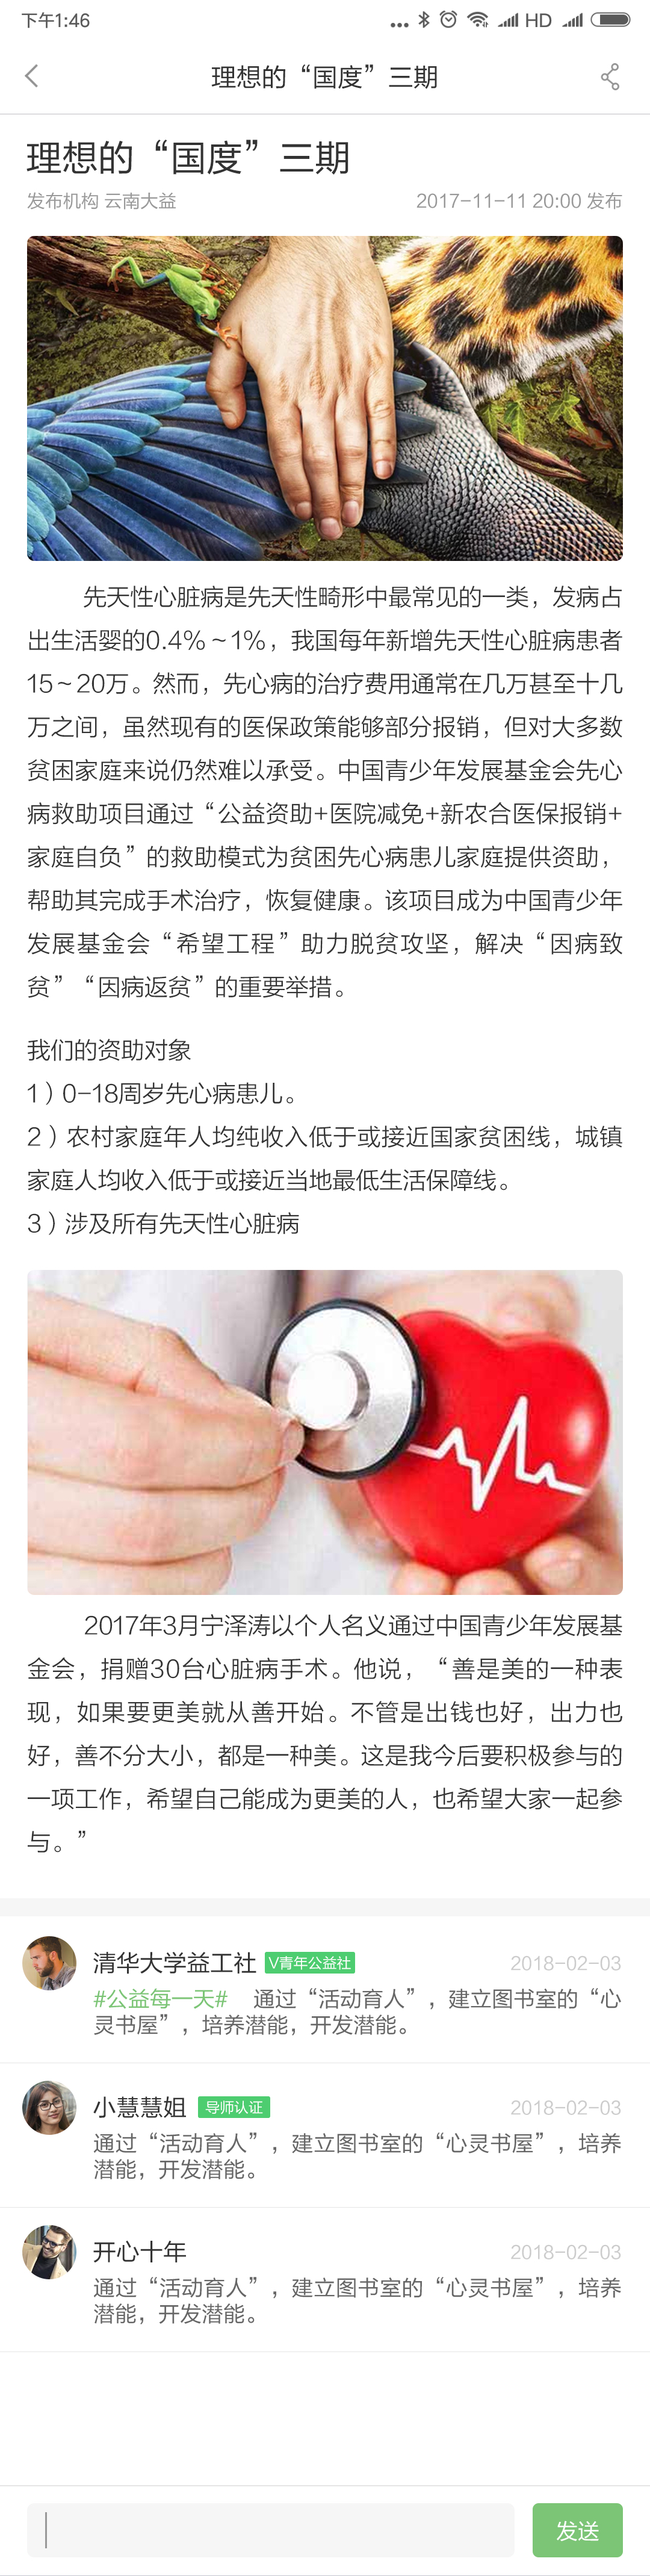 下午1:46
HD
理想的“国度”三期
理想的“国度”三期
发布机构 云南大益
2017-11-11 20:00 发布
先天性心脏病是先天性畸形中最常见的一类，发病占
出生活婴的0.4%～1%，我国每年新增先天性心脏病患者
15～20万。然而，先心病的治疗费用通常在几万甚至十几
万之间，虽然现有的医保政策能够部分报销，但对大多数
贫困家庭来说仍然难以承受。中国青少年发展基金会先心
病救助项目通过“公益资助+医院减免+新农合医保报销+
家庭自负”的救助模式为贫困先心病患儿家庭提供资助，
帮助其完成手术治疗，恢复健康。该项目成为中国青少年
发展基金会“希望工程”助力脱贫攻坚，解决“因病致
贫”“因病返贫”的重要举措。
我们的资助对象
1）0-18周岁先心病患儿。
2）农村家庭年人均纯收入低于或接近国家贫困线，城镇
家庭人均收入低于或接近当地最低生活保障线。
3）涉及所有先天性心脏病
2017年3月宁泽涛以个人名义通过中国青少年发展基
金会，捐赠30台心脏病手术。他说，“善是美的一种表
现，如果要更美就从善开始。不管是出钱也好，出力也
好，善不分大小，都是一种美。这是我今后要积极参与的
一项工作，希望自己能成为更美的人，也希望大家一起参
与。”
清华大学益工社 V青年公益社 2018-02-03
#公益每一天# 通过“活动育人”，建立图书室的“心
灵书屋”，培养潜能，开发潜能。
小慧慧姐 导师认证 2018-02-03
通过“活动育人”，建立图书室的“心灵书屋”，培养
潜能，开发潜能。
开心十年 2018-02-03
通过“活动育人”，建立图书室的“心灵书屋”，培养
潜能，开发潜能。
发送